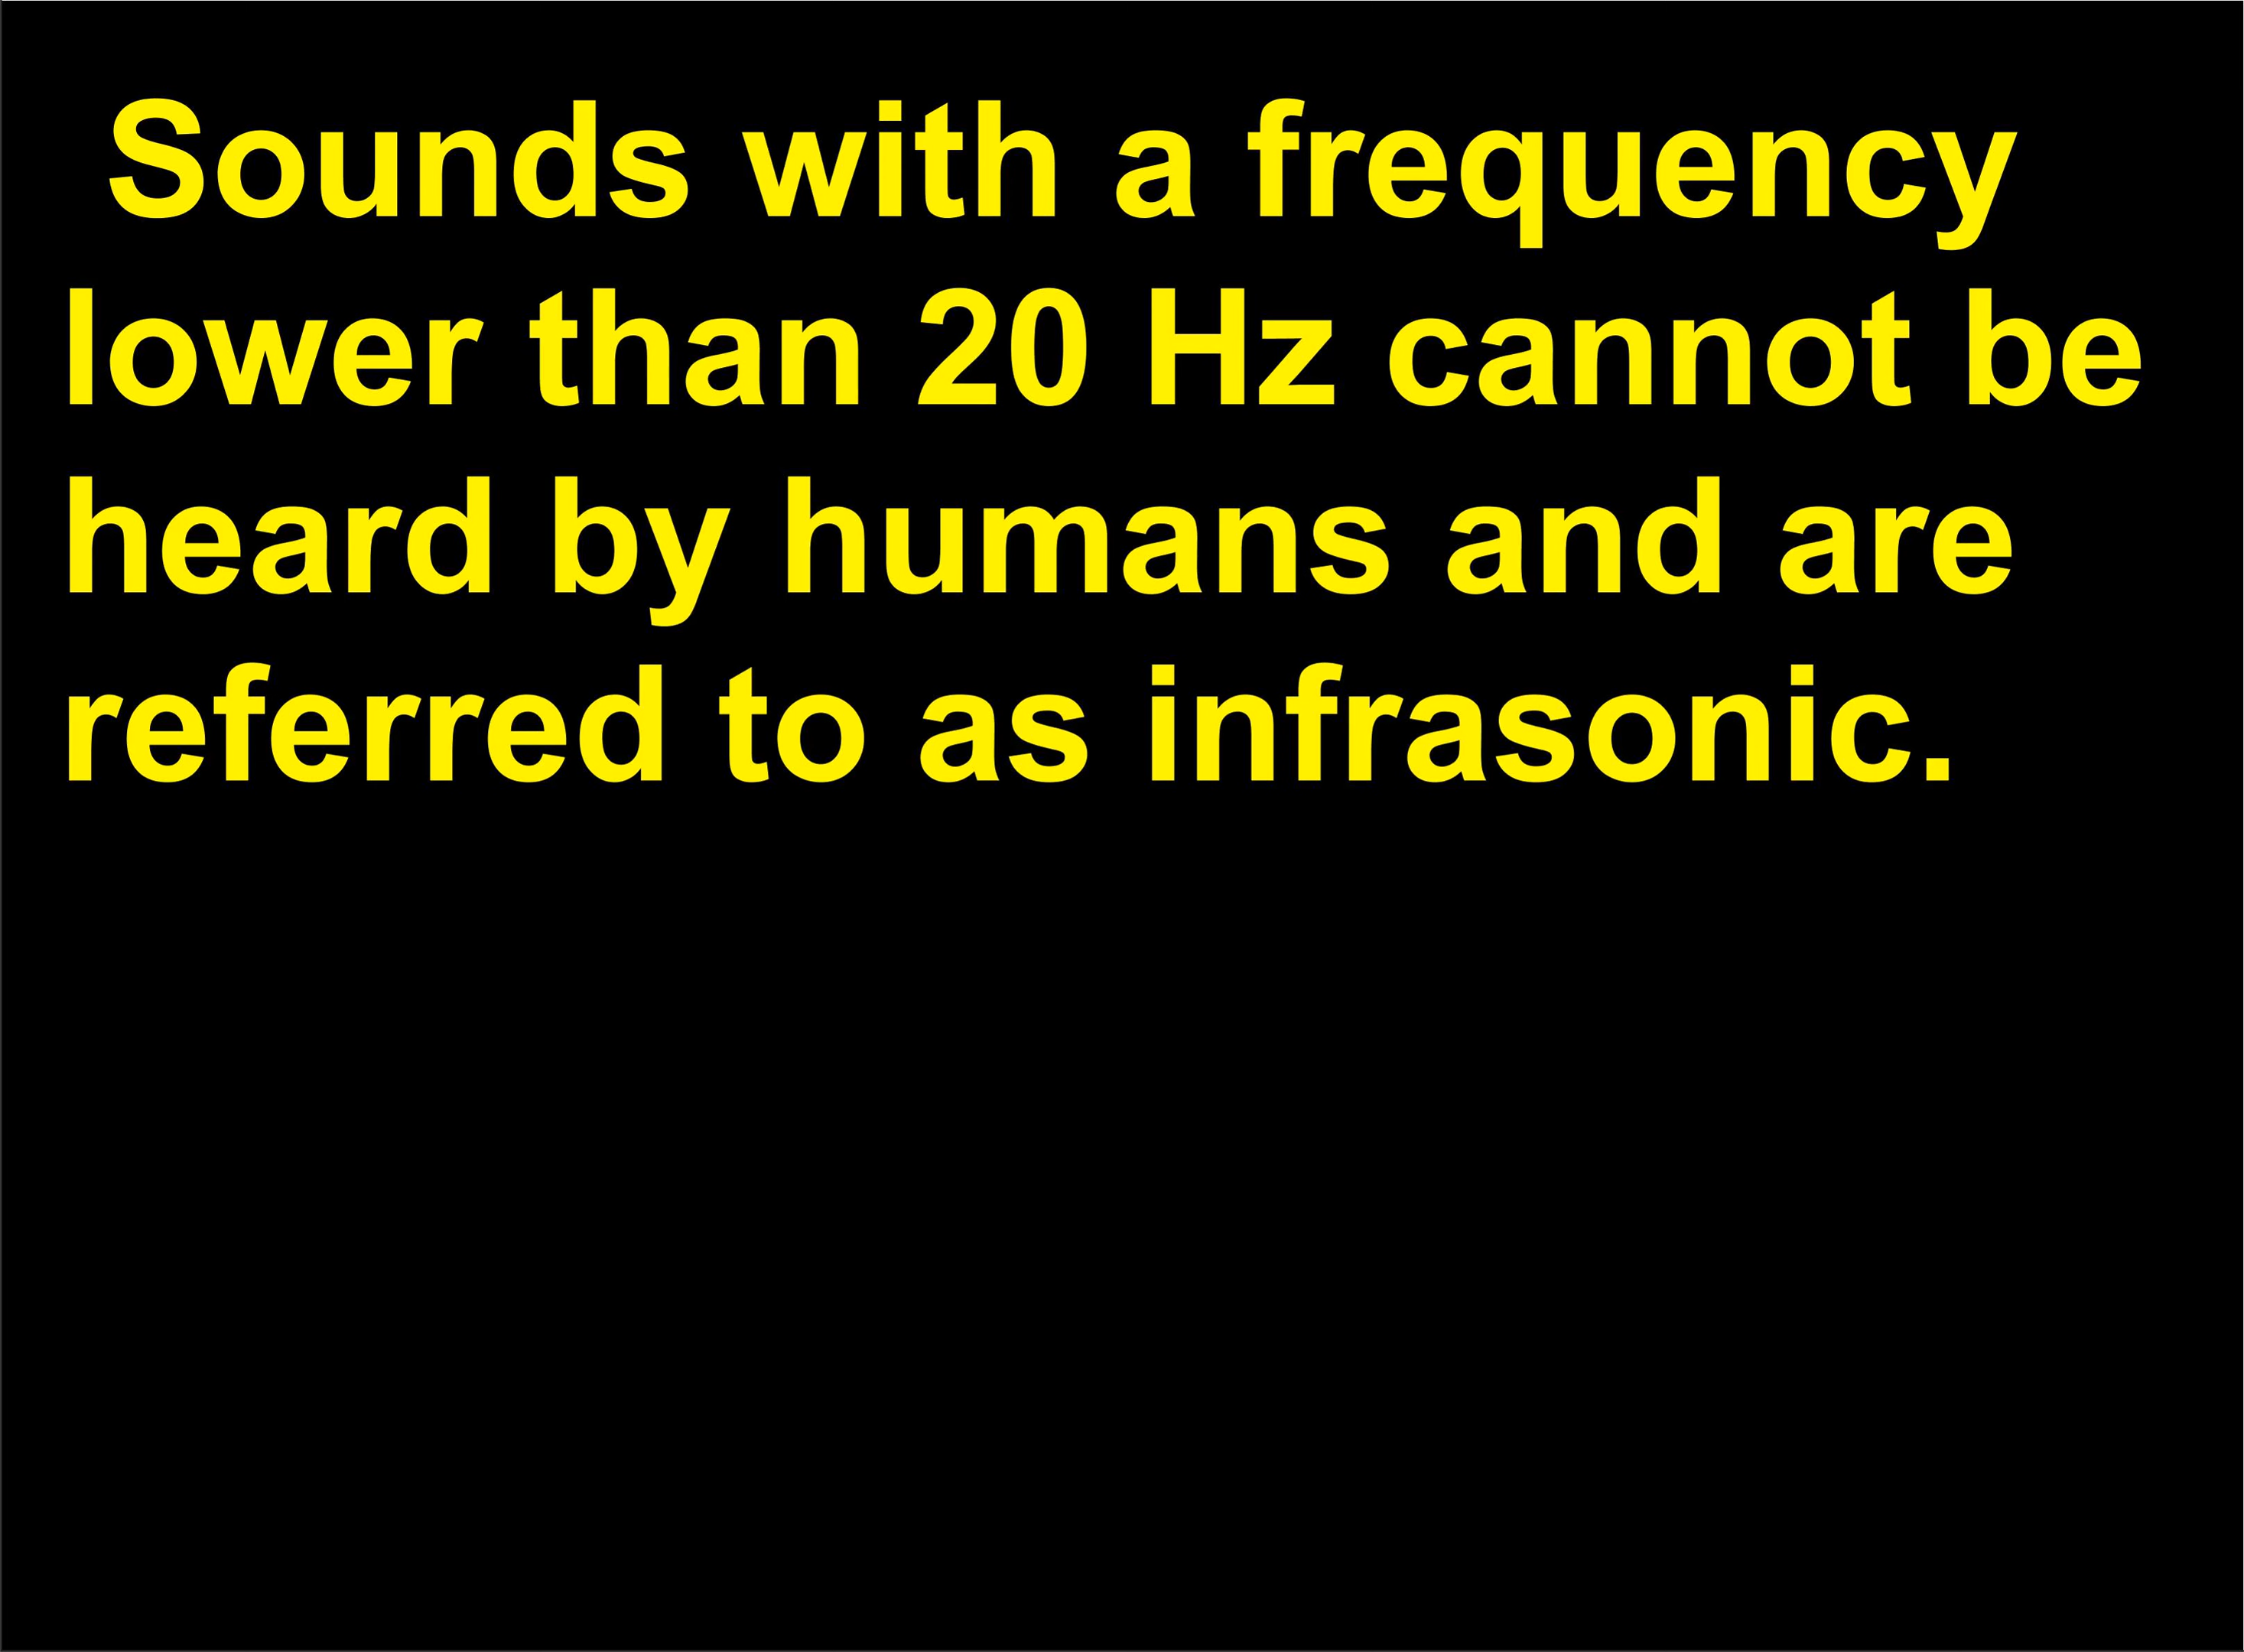 Sounds with a frequency
lower than 20 Hz cannot be
heard by humans and are
referred to as infrasonic.